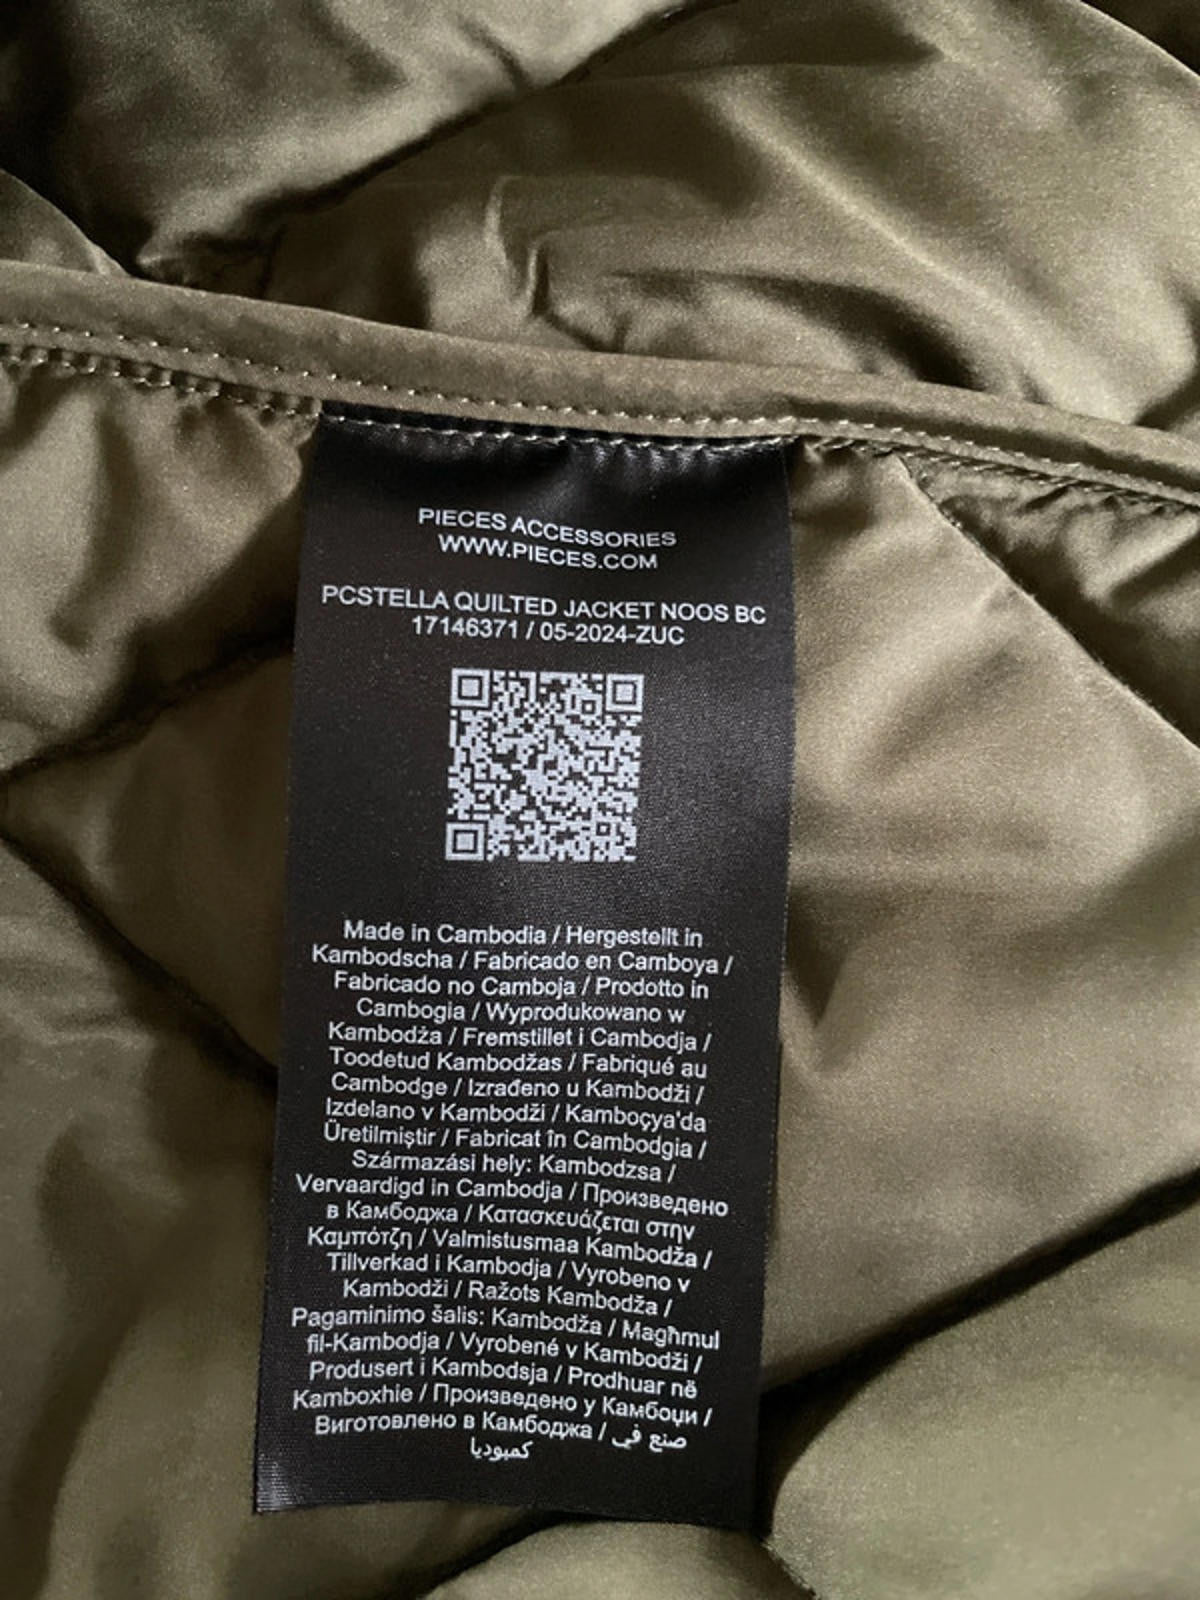 PIECES ACCESSORIES
WWW.PIECES.COM
PCSTELLA QUILTED JACKET NOOS BC
17146371 / 05-2024-ZUC
Made in Cambodia / Hergestellt in
Kambodscha / Fabricado en Camboya /
Fabricado no Camboja / Prodotto in
Cambogia / Wyprodukowano w
Kambodża / Fremstillet i Cambodja /
Toodetud Kambodžas / Fabriqué au
Cambodge / Izrađeno u Kambodži /
Izdelano v Kambodži / Kamboçya'da
Üretilmiştir / Fabricat în Cambodgia /
Származási hely: Kambodzsa /
Vervaardigd in Cambodja / Произведено
в Камбоджа / Κατασκευάζεται στην
Καμπότζη / Valmistusmaa Kambodža /
Tillverkad i Kambodja / Vyrobeno v
Kambodži / Ražots Kambodža /
Pagaminimo šalis: Kambodža / Magħmul
fil-Kambodja / Vyrobené v Kambodži /
Produsert i Kambodsja / Prodhuar në
Kamboxhie / Произведено у Камбоџи /
Виготовлено в Камбоджа / صنع في
كمبوديا